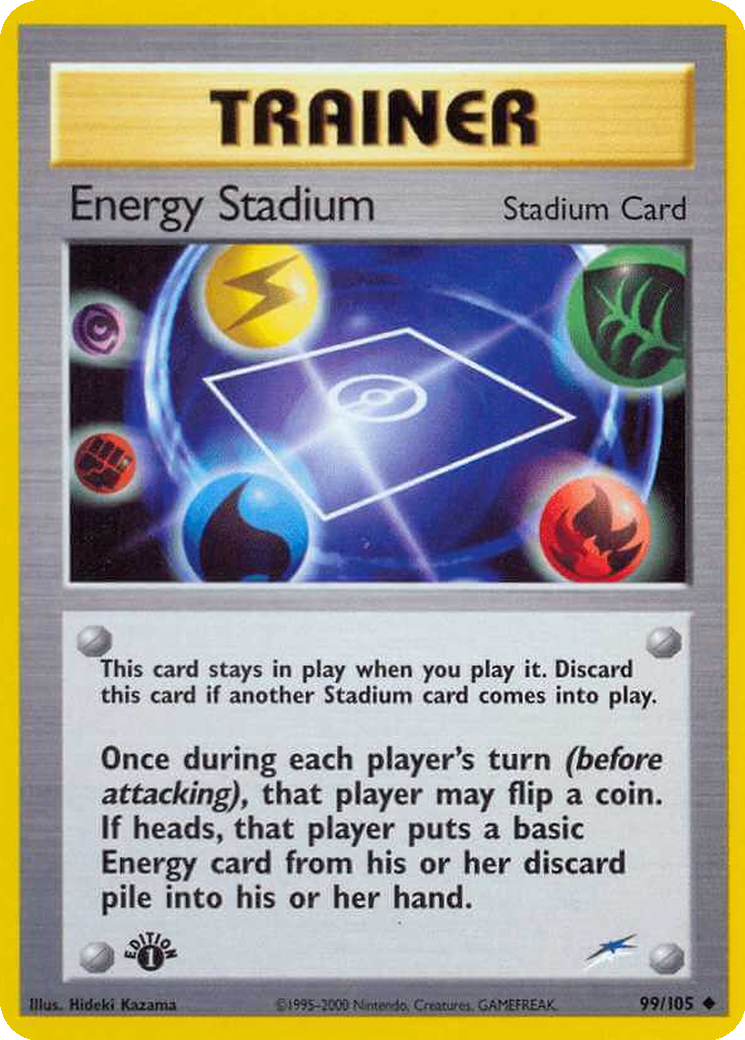 TRAINER
Energy Stadium Stadium Card
This card stays in play when you play it. Discard
this card if another Stadium card comes into play.
Once during each player's turn (before
attacking), that player may flip a coin.
If heads, that player puts a basic
Energy card from his or her discard
pile into his or her hand.
EDITION 1
Illus. Hideki Kazama ©1995–2000 Nintendo, Creatures, GAMEFREAK. 99/105 ◆